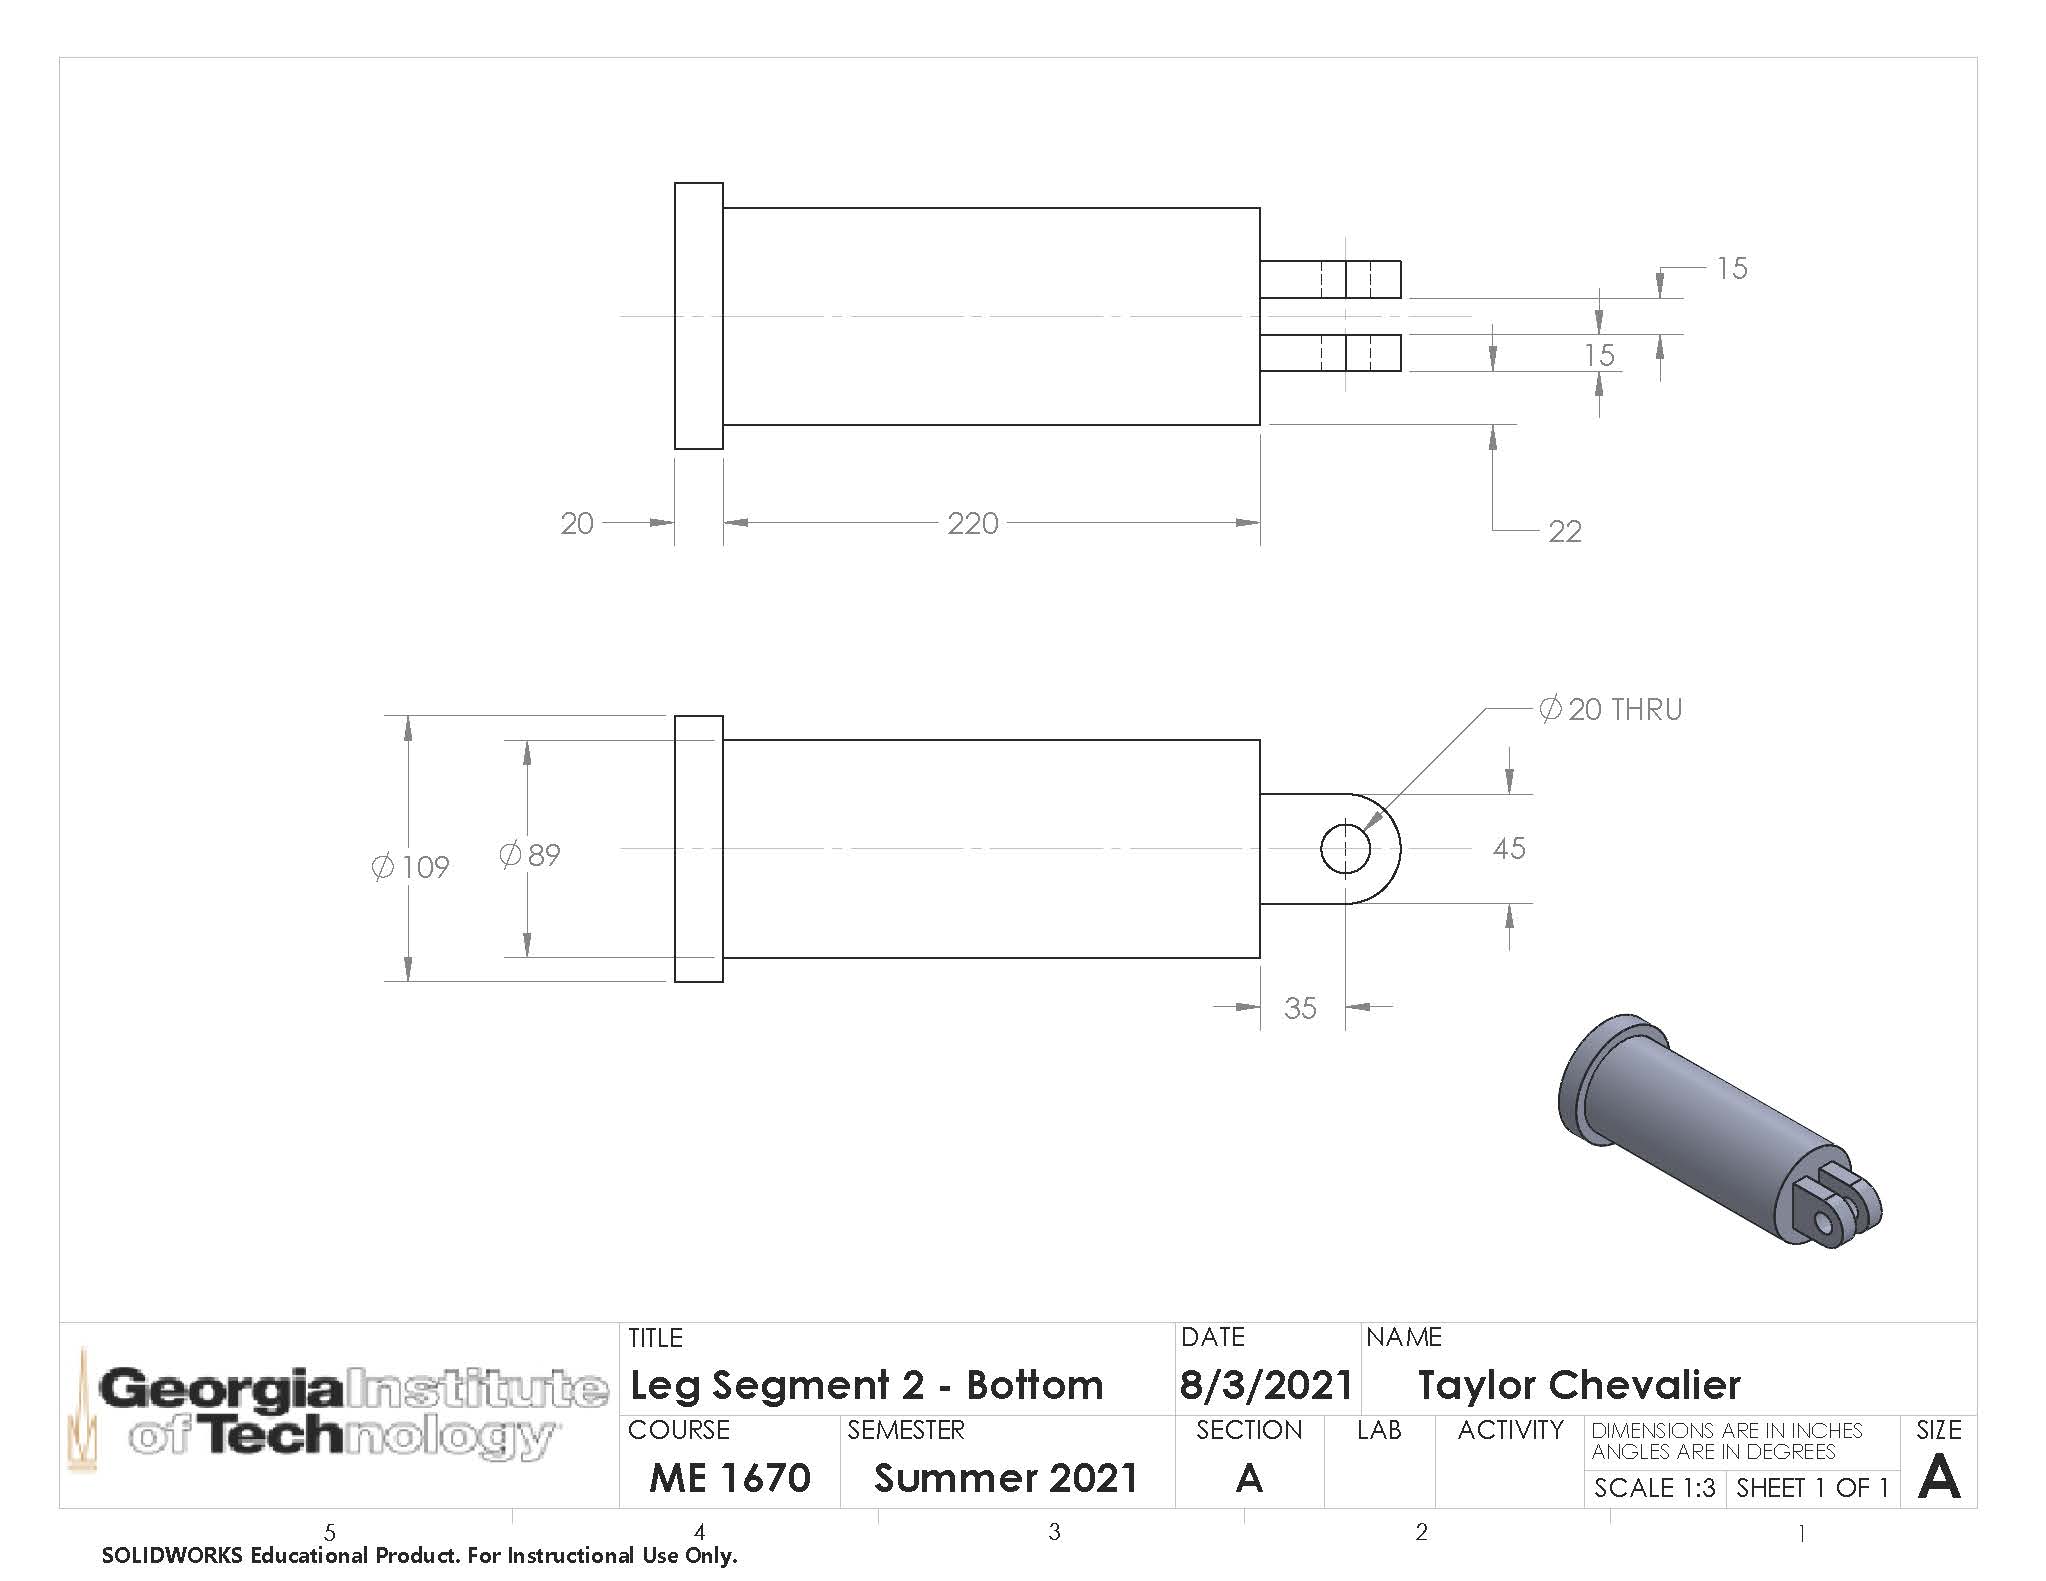 15
15
20
220
22
∅20 THRU
∅109
∅89
45
35
Georgia Institute
of Technology
TITLE
Leg Segment 2 - Bottom
DATE
8/3/2021
NAME
Taylor Chevalier
COURSE
ME 1670
SEMESTER
Summer 2021
SECTION
A
LAB
ACTIVITY
DIMENSIONS ARE IN INCHES
ANGLES ARE IN DEGREES
SCALE 1:3
SHEET 1 OF 1
SIZE
A
5 4 3 2 1
SOLIDWORKS Educational Product. For Instructional Use Only.